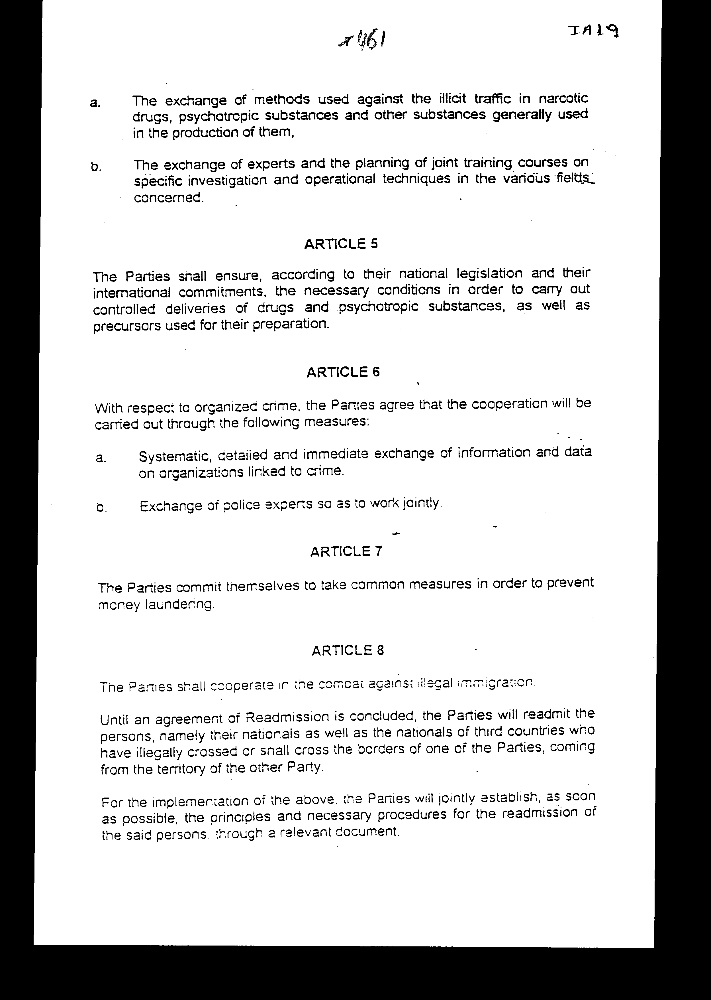 461
IA19
a. The exchange of methods used against the illicit traffic in narcotic
drugs, psychotropic substances and other substances generally used
in the production of them,
b. The exchange of experts and the planning of joint training courses on
specific investigation and operational techniques in the various fields
concerned.
ARTICLE 5
The Parties shall ensure, according to their national legislation and their
international commitments, the necessary conditions in order to carry out
controlled deliveries of drugs and psychotropic substances, as well as
precursors used for their preparation.
ARTICLE 6
With respect to organized crime, the Parties agree that the cooperation will be
carried out through the following measures:
a. Systematic, detailed and immediate exchange of information and data
on organizations linked to crime,
b. Exchange of police experts so as to work jointly.
ARTICLE 7
The Parties commit themselves to take common measures in order to prevent
money laundering.
ARTICLE 8
The Parties shall cooperate in the combat against illegal immigration.
Until an agreement of Readmission is concluded, the Parties will readmit the
persons, namely their nationals as well as the nationals of third countries who
have illegally crossed or shall cross the borders of one of the Parties, coming
from the territory of the other Party.
For the implementation of the above, the Parties will jointly establish, as soon
as possible, the principles and necessary procedures for the readmission of
the said persons, through a relevant document.